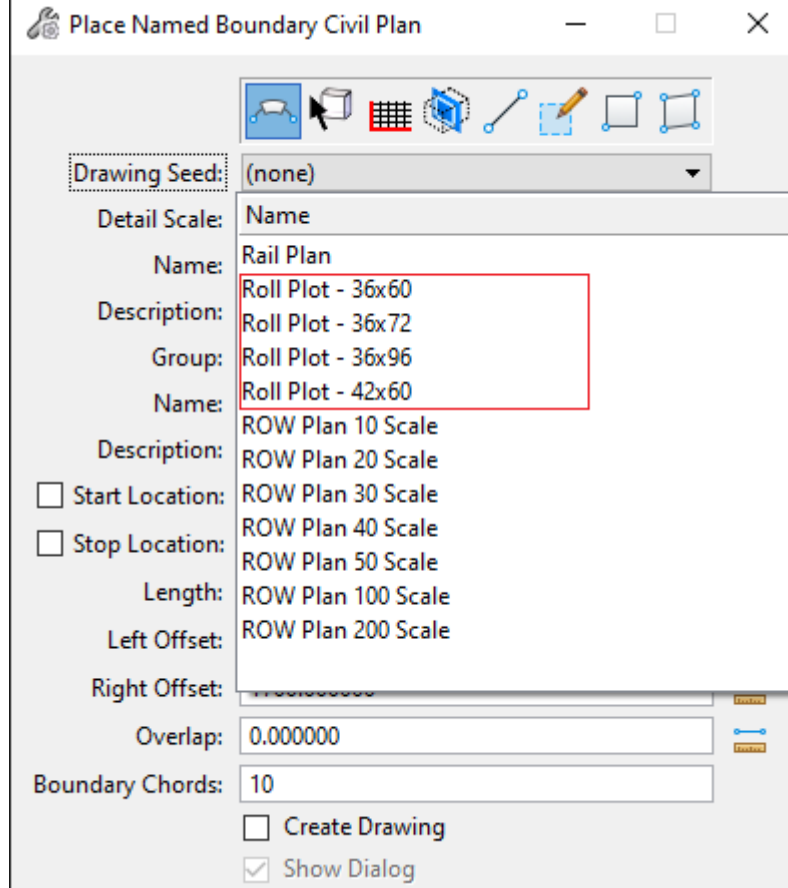 Place Named Boundary Civil Plan
Drawing Seed: (none)
Detail Scale: Name
Name: Rail Plan
Roll Plot - 36x60
Description: Roll Plot - 36x72
Group: Roll Plot - 36x96
Name: Roll Plot - 42x60
ROW Plan 10 Scale
Description: ROW Plan 20 Scale
Start Location: ROW Plan 30 Scale
ROW Plan 40 Scale
Stop Location: ROW Plan 50 Scale
Length: ROW Plan 100 Scale
Left Offset: ROW Plan 200 Scale
Right Offset:
Overlap: 0.000000
Boundary Chords: 10
Create Drawing
Show Dialog